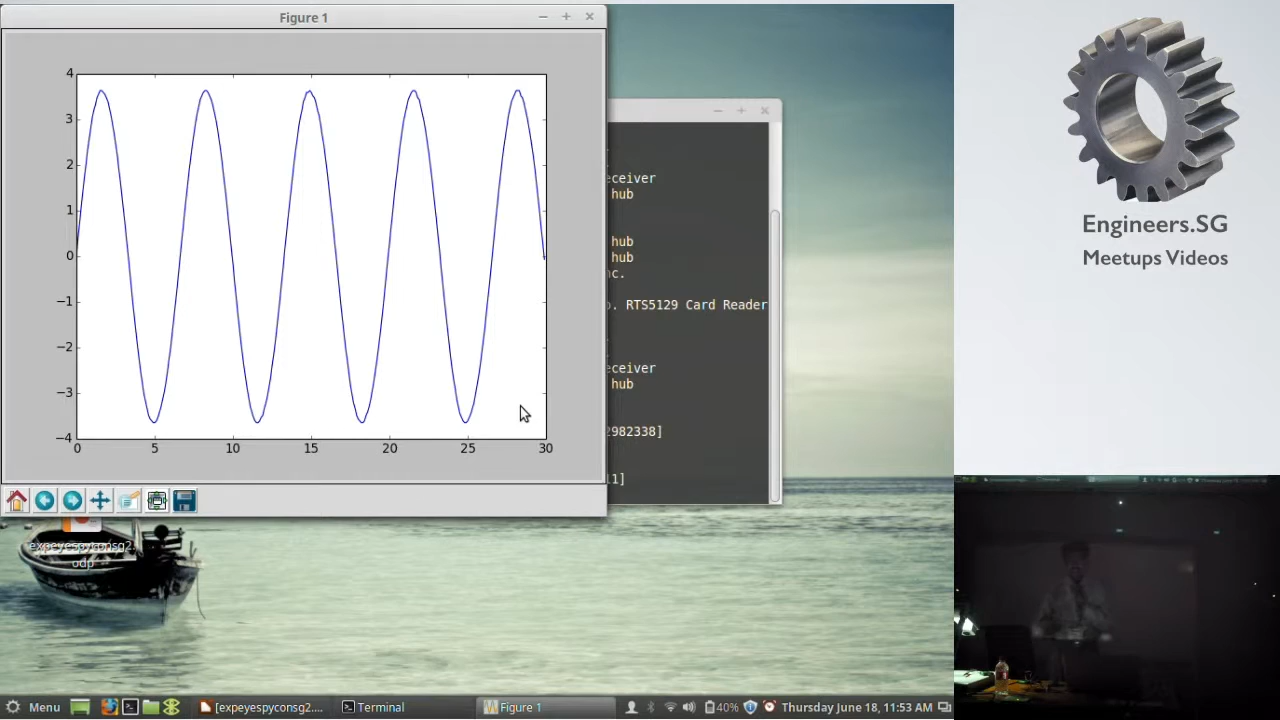 Figure 1
4
3
2
1
0
−1
−2
−3
−4
0 5 10 15 20 25 30
eceiver
hub
hub
hub
nc.
o. RTS5129 Card Reader
eceiver
hub
2982338]
1]
expeyespyconsg2.
odp
Menu
[expeyespyconsg2....
Terminal
Figure 1
40%
Thursday June 18, 11:53 AM
Engineers.SG
Meetups Videos